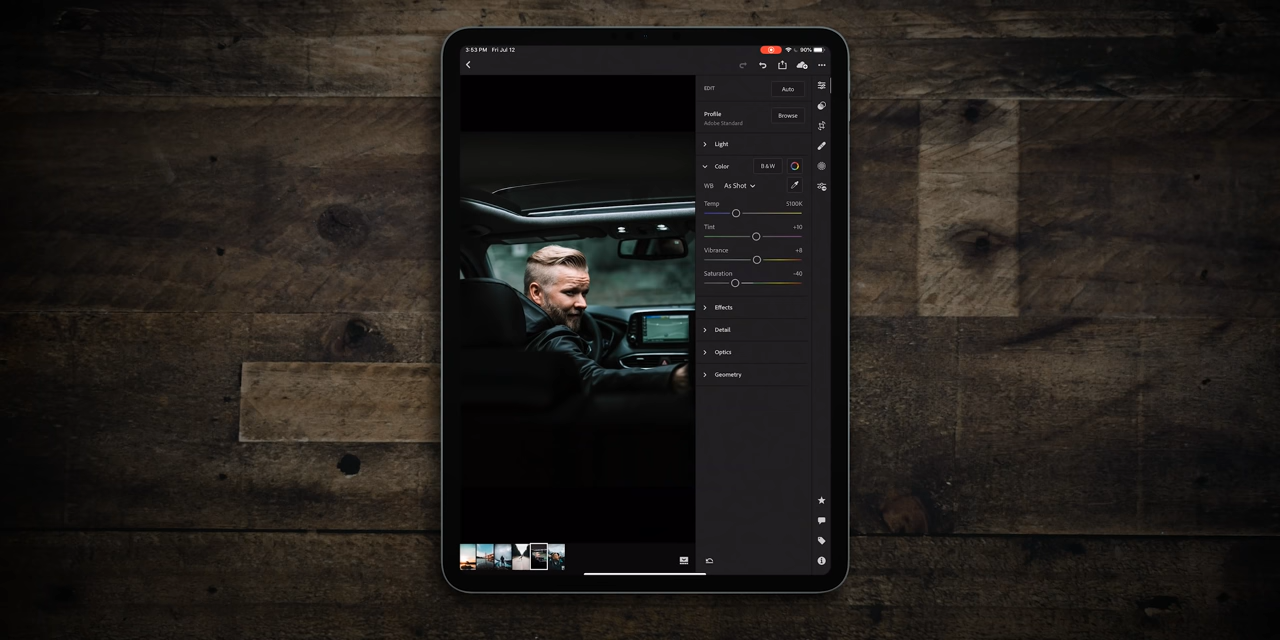 3:53 PM Fri Jul 12
90%
EDIT
Auto
Profile
Adobe Standard
Browse
Light
Color
B & W
WB As Shot
Temp 5100K
Tint +10
Vibrance +8
Saturation -40
Effects
Detail
Optics
Geometry